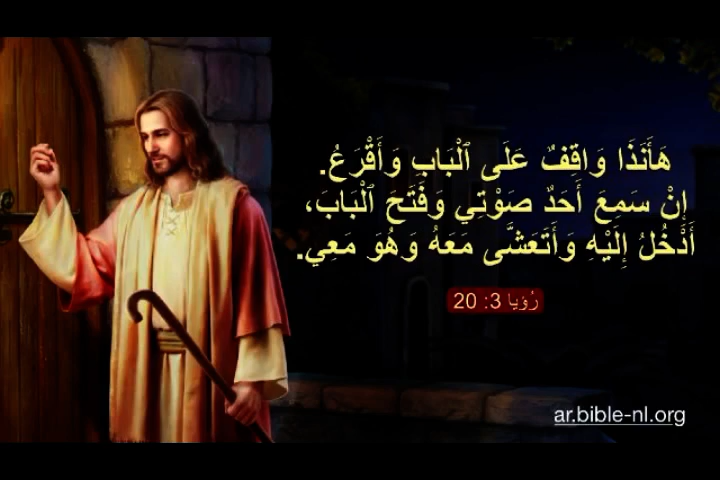 هَأَنَذَا وَاقِفٌ عَلَى ٱلْبَابِ وَأَقْرَعُ.
إِنْ سَمِعَ أَحَدٌ صَوْتِي وَفَتَحَ ٱلْبَابَ،
أَدْخُلُ إِلَيْهِ وَأَتَعَشَّى مَعَهُ وَهُوَ مَعِي.
رُؤيا 3: 20
ar.bible-nl.org